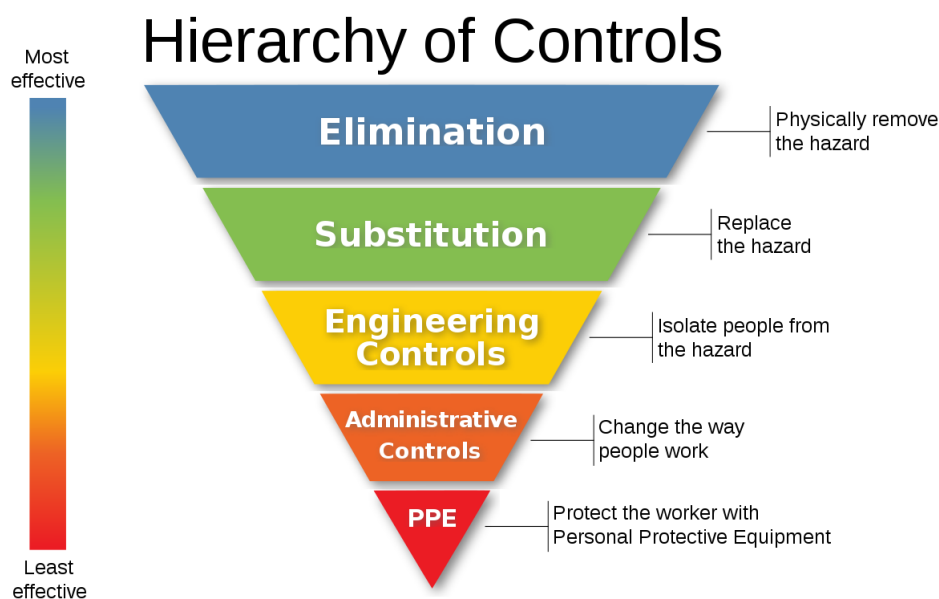 Hierarchy of Controls
Most
effective
Elimination
Physically remove
the hazard
Substitution
Replace
the hazard
Engineering
Controls
Isolate people from
the hazard
Administrative
Controls
Change the way
people work
PPE
Protect the worker with
Personal Protective Equipment
Least
effective